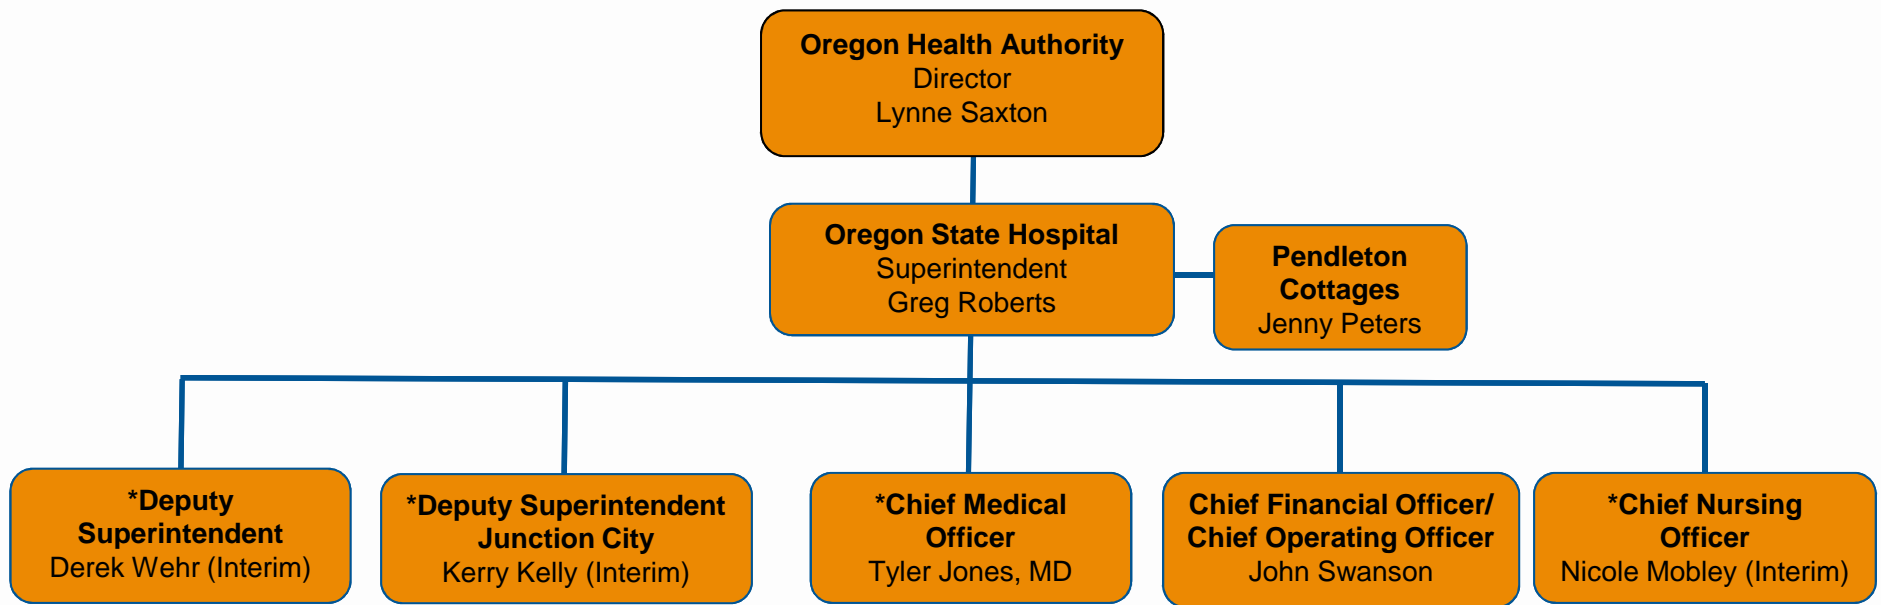 Oregon Health Authority
Director
Lynne Saxton
Oregon State Hospital
Superintendent
Greg Roberts
Pendleton
Cottages
Jenny Peters
*Deputy
Superintendent
Derek Wehr (Interim)
*Deputy Superintendent
Junction City
Kerry Kelly (Interim)
*Chief Medical
Officer
Tyler Jones, MD
Chief Financial Officer/
Chief Operating Officer
John Swanson
*Chief Nursing
Officer
Nicole Mobley (Interim)